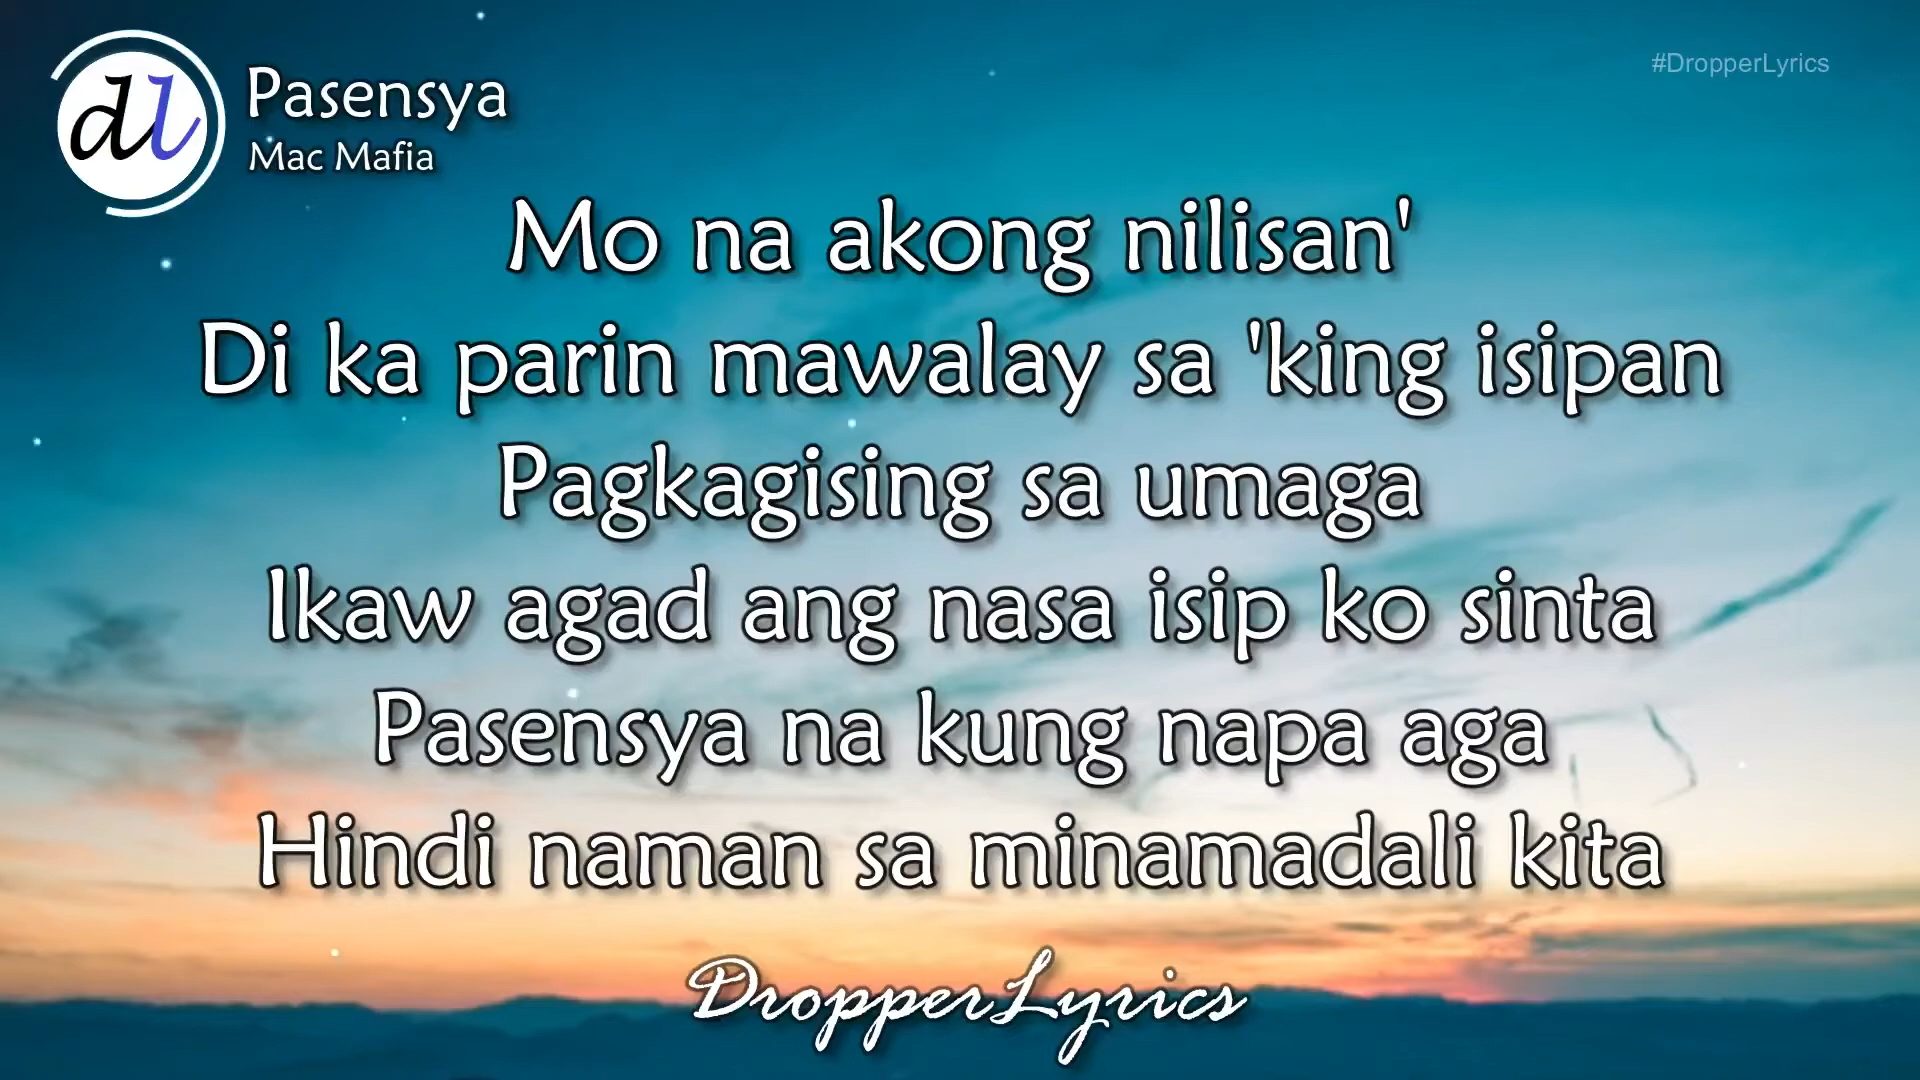 dl
Pasensya
Mac Mafia
#DropperLyrics
Mo na akong nilisan'
Di ka parin mawalay sa 'king isipan
Pagkagising sa umaga
Ikaw agad ang nasa isip ko sinta
Pasensya na kung napa aga
Hindi naman sa minamadali kita
DropperLyrics